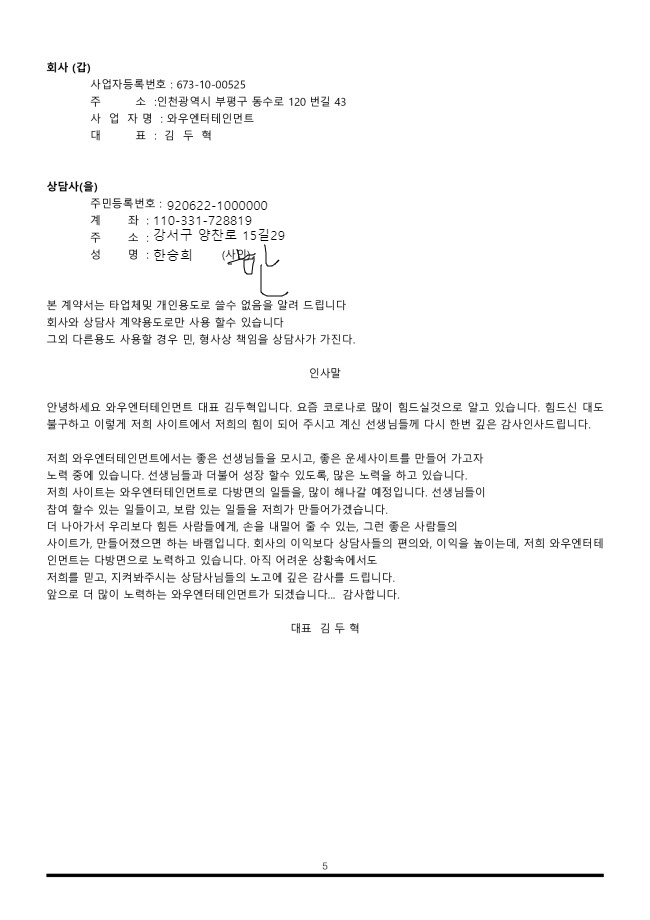 회사 (갑)
사업자등록번호 : 673-10-00525
주 소 :인천광역시 부평구 동수로 120 번길 43
사 업 자 명 : 와우엔터테인먼트
대 표 : 김 두 혁
상담사(을)
주민등록번호 : 920622-1000000
계 좌 : 110-331-728819
주 소 : 강서구 양찬로 15길29
성 명 : 한승희 (사인)
본 계약서는 타업체및 개인용도로 쓸수 없음을 알려 드립니다
회사와 상담사 계약용도로만 사용 할수 있습니다
그외 다른용도 사용할 경우 민, 형사상 책임을 상담사가 가진다.
인사말
안녕하세요 와우엔터테인먼트 대표 김두혁입니다. 요즘 코로나로 많이 힘드실것으로 알고 있습니다. 힘드신 대도
불구하고 이렇게 저희 사이트에서 저희의 힘이 되어 주시고 계신 선생님들께 다시 한번 깊은 감사인사드립니다.
저희 와우엔터테인먼트에서는 좋은 선생님들을 모시고, 좋은 운세사이트를 만들어 가고자
노력 중에 있습니다. 선생님들과 더불어 성장 할수 있도록, 많은 노력을 하고 있습니다.
저희 사이트는 와우엔터테인먼트로 다방면의 일들을, 많이 해나갈 예정입니다. 선생님들이
참여 할수 있는 일들이고, 보람 있는 일들을 저희가 만들어가겠습니다.
더 나아가서 우리보다 힘든 사람들에게, 손을 내밀어 줄 수 있는, 그런 좋은 사람들의
사이트가, 만들어졌으면 하는 바램입니다. 회사의 이익보다 상담사들의 편의와, 이익을 높이는데, 저희 와우엔터테
인먼트는 다방면으로 노력하고 있습니다. 아직 어려운 상황속에서도
저희를 믿고, 지켜봐주시는 상담사님들의 노고에 깊은 감사를 드립니다.
앞으로 더 많이 노력하는 와우엔터테인먼트가 되겠습니다... 감사합니다.
대표 김 두 혁
5